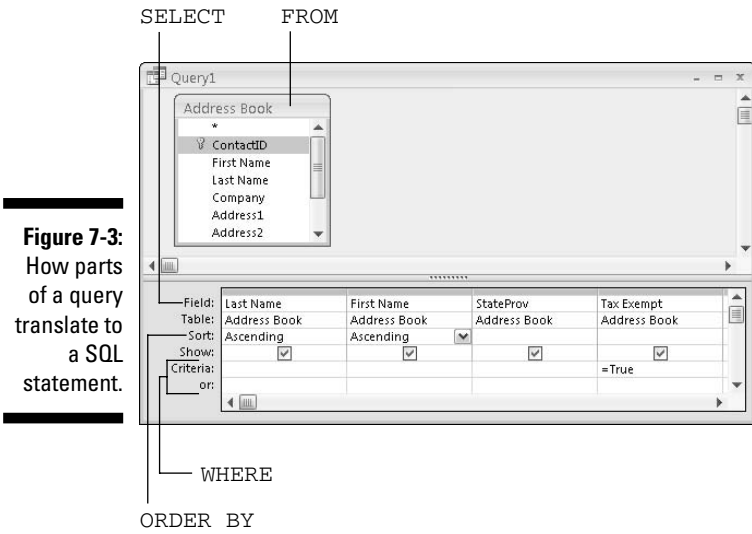 SELECT FROM
Query1
Address Book
*
ContactID
First Name
Last Name
Company
Address1
Address2
Figure 7-3:
How parts
of a query
translate to
a SQL
statement.
Field: Last Name First Name StateProv Tax Exempt
Table: Address Book Address Book Address Book Address Book
Sort: Ascending Ascending
Show:
Criteria: =True
or:
WHERE
ORDER BY